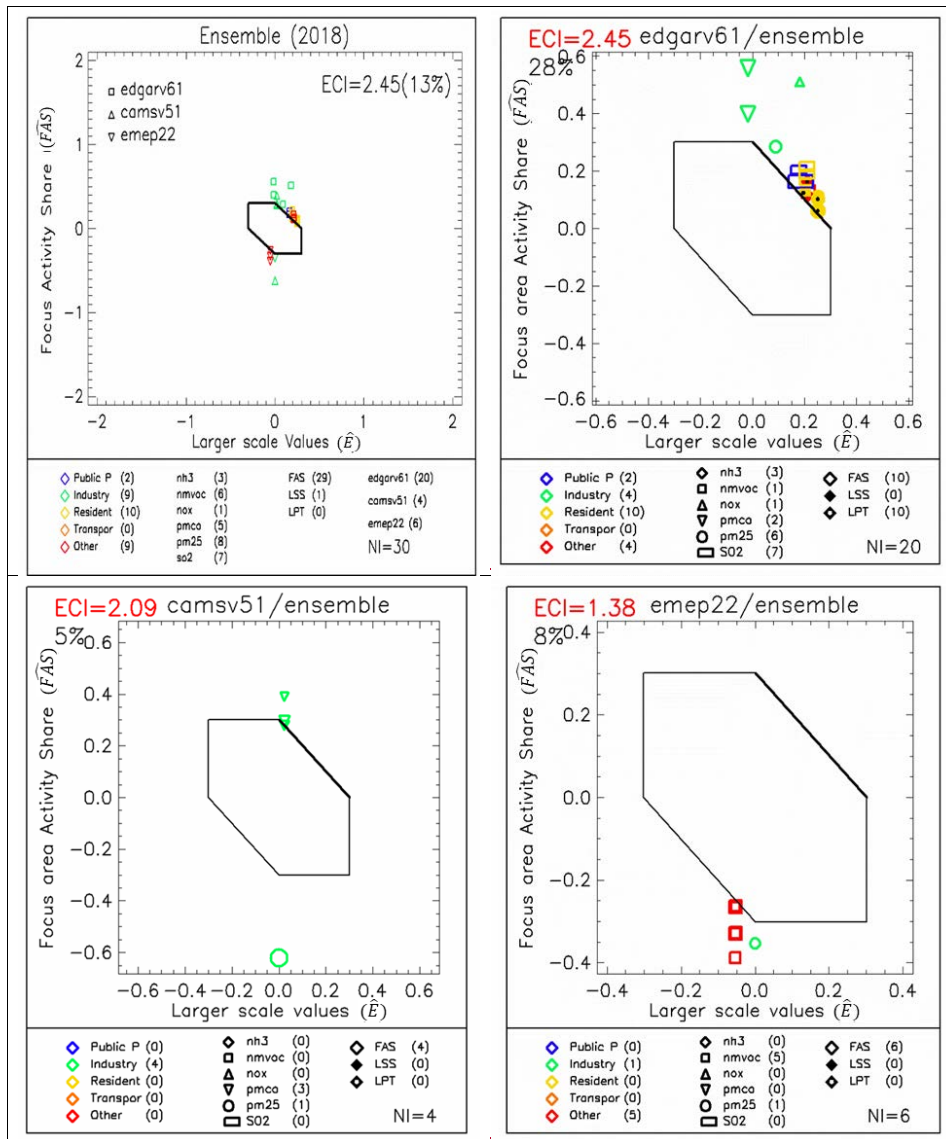 Ensemble (2018)
ECI=2.45(13%)
edgarv61
camsv51
emep22
2
1
0
−1
−2
Focus Activity Share (FAS)
−2 −1 0 1 2
Larger scale Values (Ê)
Public P (2)
Industry (9)
Resident (10)
Transpor (0)
Other (9)
nh3 (3)
nmvoc (6)
nox (1)
pmco (5)
pm25 (8)
so2 (7)
FAS (29)
LSS (1)
LPT (0)
edgarv61 (20)
camsv51 (4)
emep22 (6)
NI=30
ECI=2.45 edgarv61/ensemble
28%
0.6
0.4
0.2
0.0
−0.2
−0.4
−0.6
Focus area Activity Share (FAS)
−0.6 −0.4 −0.2 0.0 0.2 0.4 0.6
Larger scale values (Ê)
Public P (2)
Industry (4)
Resident (10)
Transpor (0)
Other (4)
nh3 (3)
nmvoc (1)
nox (1)
pmco (2)
pm25 (6)
SO2 (7)
FAS (10)
LSS (0)
LPT (10)
NI=20
ECI=2.09 camsv51/ensemble
5%
0.6
0.4
0.2
0.0
−0.2
−0.4
−0.6
Focus area Activity Share (FAS)
−0.6 −0.4 −0.2 0.0 0.2 0.4 0.6
Larger scale values (Ê)
Public P (0)
Industry (4)
Resident (0)
Transpor (0)
Other (0)
nh3 (0)
nmvoc (0)
nox (0)
pmco (3)
pm25 (1)
SO2 (0)
FAS (4)
LSS (0)
LPT (0)
NI=4
ECI=1.38 emep22/ensemble
8%
0.4
0.2
0.0
−0.2
−0.4
Focus area Activity Share (FAS)
−0.4 −0.2 0.0 0.2 0.4
Larger scale values (Ê)
Public P (0)
Industry (1)
Resident (0)
Transpor (0)
Other (5)
nh3 (0)
nmvoc (5)
nox (0)
pmco (0)
pm25 (1)
SO2 (0)
FAS (6)
LSS (0)
LPT (0)
NI=6